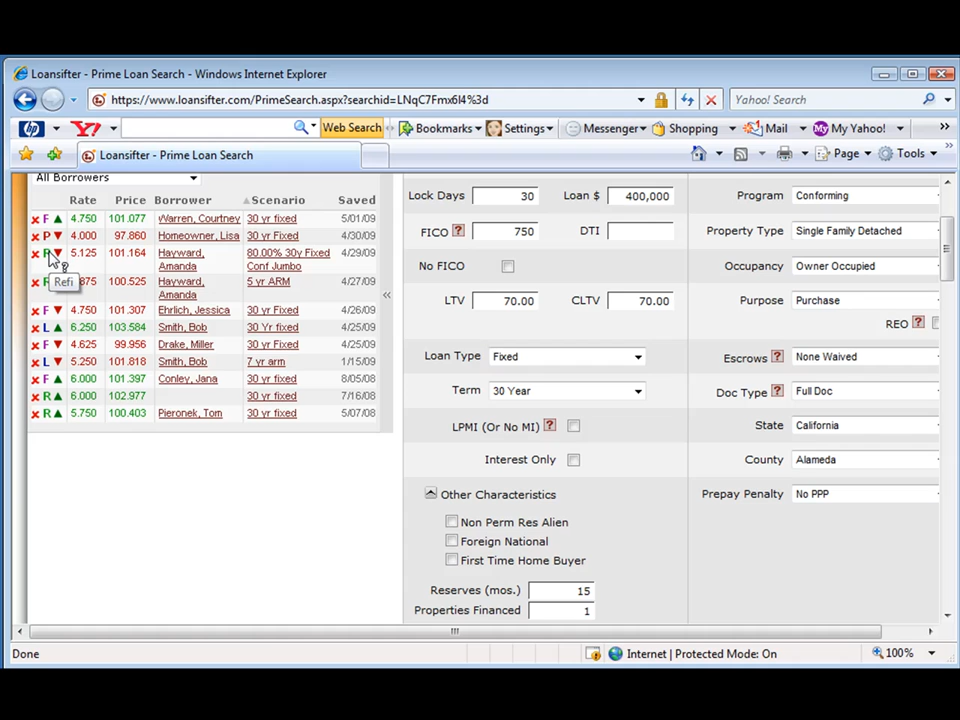 Loansifter - Prime Loan Search - Windows Internet Explorer
https://www.loansifter.com/PrimeSearch.aspx?searchid=LNqC7Fmx6I4%3d
Yahoo! Search
hp Y! Web Search Bookmarks Settings Messenger Shopping Mail My Yahoo! »
Loansifter - Prime Loan Search Page Tools »
All Borrowers
Rate Price Borrower Scenario Saved
F 4.750 101.077 Warren, Courtney 30 yr fixed 5/01/09
P 4.000 97.860 Homeowner, Lisa 30 yr Fixed 4/30/09
R 5.125 101.164 Hayward, Amanda 80.00% 30y Fixed Conf Jumbo 4/29/09
Refi
R 875 100.525 Hayward, Amanda 5 yr ARM 4/27/09
F 4.750 101.307 Ehrlich, Jessica 30 yr Fixed 4/26/09
L 6.250 103.584 Smith, Bob 30 Yr fixed 4/25/09
F 4.625 99.956 Drake, Miller 30 yr Fixed 4/25/09
L 5.250 101.818 Smith, Bob 7 yr arm 1/15/09
F 6.000 101.397 Conley, Jana 30 yr fixed 8/05/08
R 6.000 102.977 30 yr fixed 7/16/08
R 5.750 100.403 Pieronek, Tom 30 yr fixed 5/07/08
«
Lock Days 30 Loan $ 400,000
FICO ? 750 DTI
No FICO
LTV 70.00 CLTV 70.00
Loan Type Fixed
Term 30 Year
LPMI (Or No MI) ?
Interest Only
Other Characteristics
Non Perm Res Alien
Foreign National
First Time Home Buyer
Reserves (mos.) 15
Properties Financed 1
Program Conforming
Property Type Single Family Detached
Occupancy Owner Occupied
Purpose Purchase
REO ?
Escrows ? None Waived
Doc Type ? Full Doc
State California
County Alameda
Prepay Penalty No PPP
Done Internet | Protected Mode: On 100%